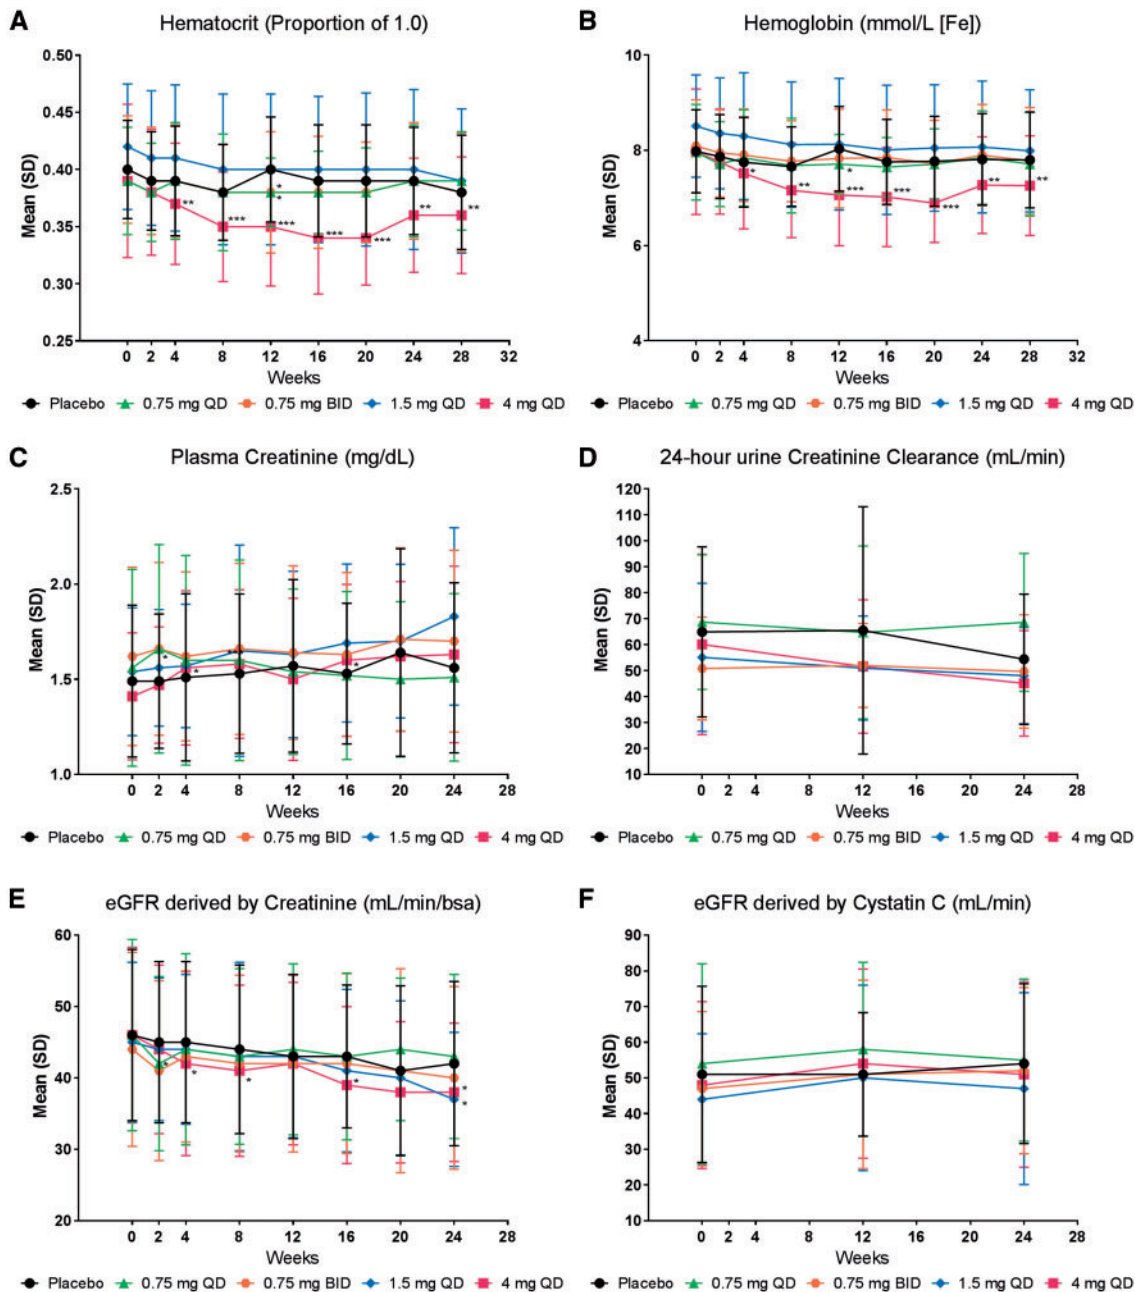 A
Hematocrit (Proportion of 1.0)
0.50
0.45
0.40
0.35
0.30
0.25
Mean (SD)
*
*
**
***
***
***
***
**
**
0 2 4 8 12 16 20 24 28 32
Weeks
Placebo 0.75 mg QD 0.75 mg BID 1.5 mg QD 4 mg QD
B
Hemoglobin (mmol/L [Fe])
10
8
6
4
Mean (SD)
*
**
*
***
***
***
**
**
0 2 4 8 12 16 20 24 28 32
Weeks
Placebo 0.75 mg QD 0.75 mg BID 1.5 mg QD 4 mg QD
C
Plasma Creatinine (mg/dL)
2.5
2.0
1.5
1.0
Mean (SD)
*
*
*
0 2 4 8 12 16 20 24 28
Weeks
Placebo 0.75 mg QD 0.75 mg BID 1.5 mg QD 4 mg QD
D
24-hour urine Creatinine Clearance (mL/min)
120
110
100
90
80
70
60
50
40
30
20
10
Mean (SD)
0 2 4 8 12 16 20 24 28
Weeks
Placebo 0.75 mg QD 0.75 mg BID 1.5 mg QD 4 mg QD
E
eGFR derived by Creatinine (mL/min/bsa)
60
50
40
30
20
Mean (SD)
*
*
*
*
*
*
0 2 4 8 12 16 20 24 28
Weeks
Placebo 0.75 mg QD 0.75 mg BID 1.5 mg QD 4 mg QD
F
eGFR derived by Cystatin C (mL/min)
90
80
70
60
50
40
30
20
10
Mean (SD)
0 2 4 8 12 16 20 24 28
Weeks
Placebo 0.75 mg QD 0.75 mg BID 1.5 mg QD 4 mg QD